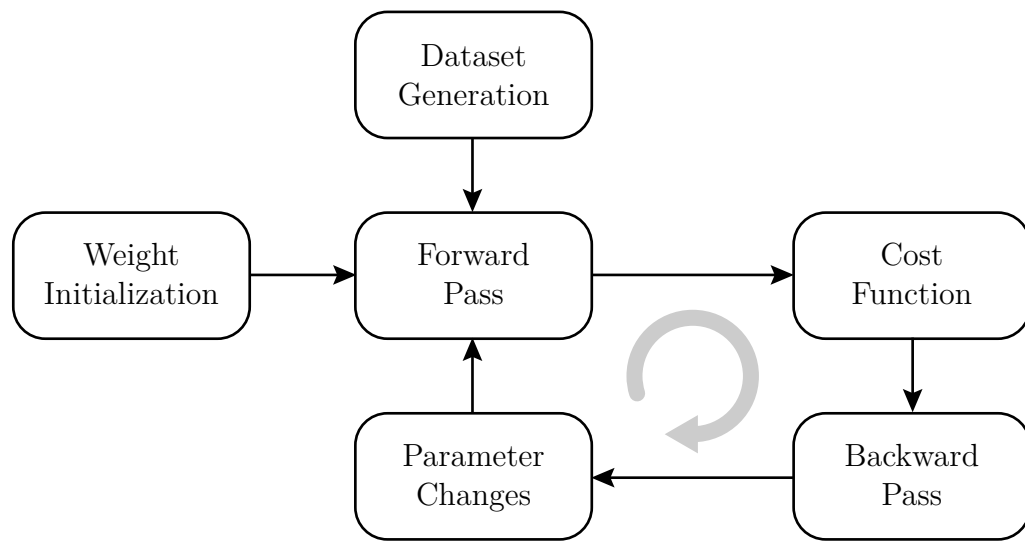 Dataset
Generation
Weight
Initialization
Forward
Pass
Cost
Function
Parameter
Changes
Backward
Pass